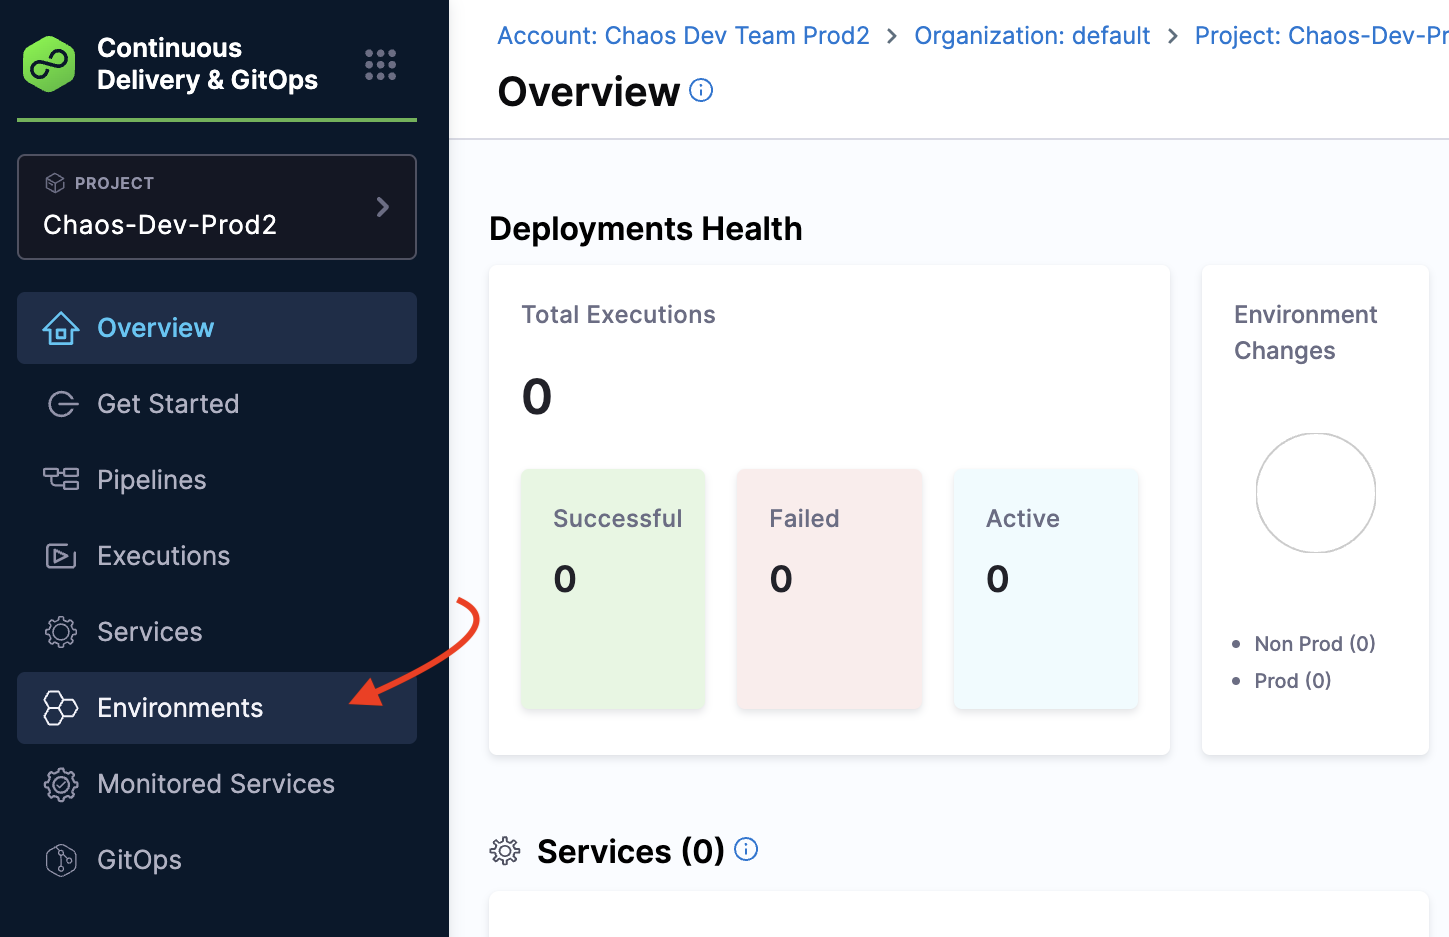 Continuous
Delivery & GitOps
PROJECT
Chaos-Dev-Prod2
Overview
Get Started
Pipelines
Executions
Services
Environments
Monitored Services
GitOps
Account: Chaos Dev Team Prod2 > Organization: default > Project: Chaos-Dev-Pr
Overview
Deployments Health
Total Executions
0
Successful
0
Failed
0
Active
0
Environment
Changes
Non Prod (0)
Prod (0)
Services (0)